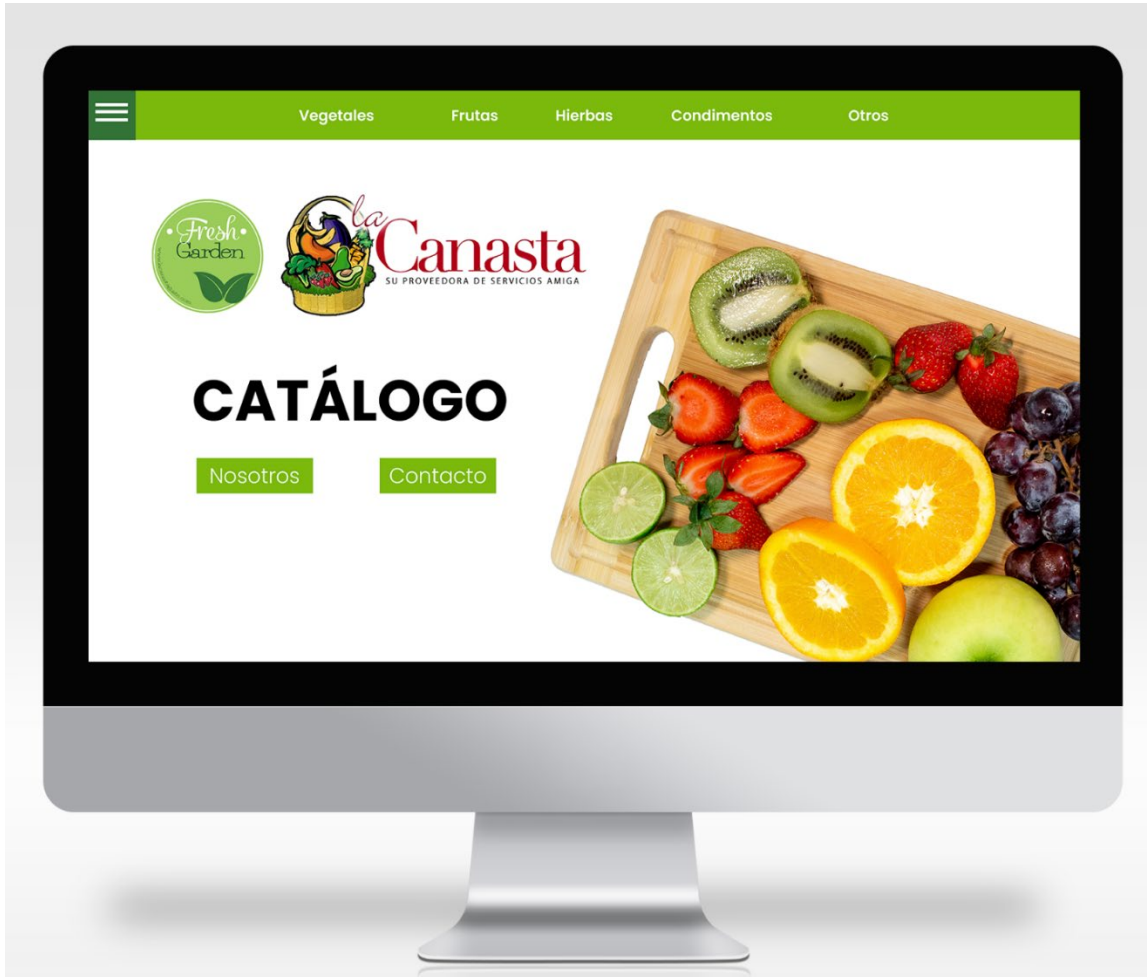 Vegetales Frutas Hierbas Condimentos Otros
Fresh
Garden
la
Canasta
SU PROVEEDORA DE SERVICIOS AMIGA
CATÁLOGO
Nosotros Contacto